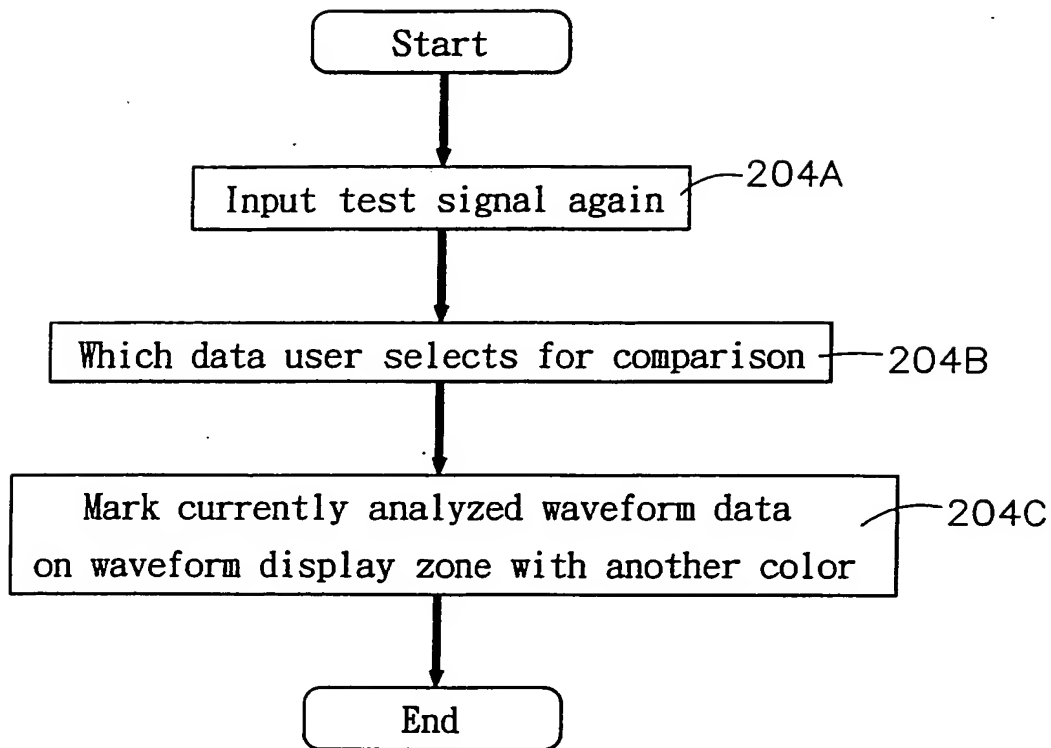 Start
Input test signal again
204A
Which data user selects for comparison
204B
Mark currently analyzed waveform data
on waveform display zone with another color
204C
End